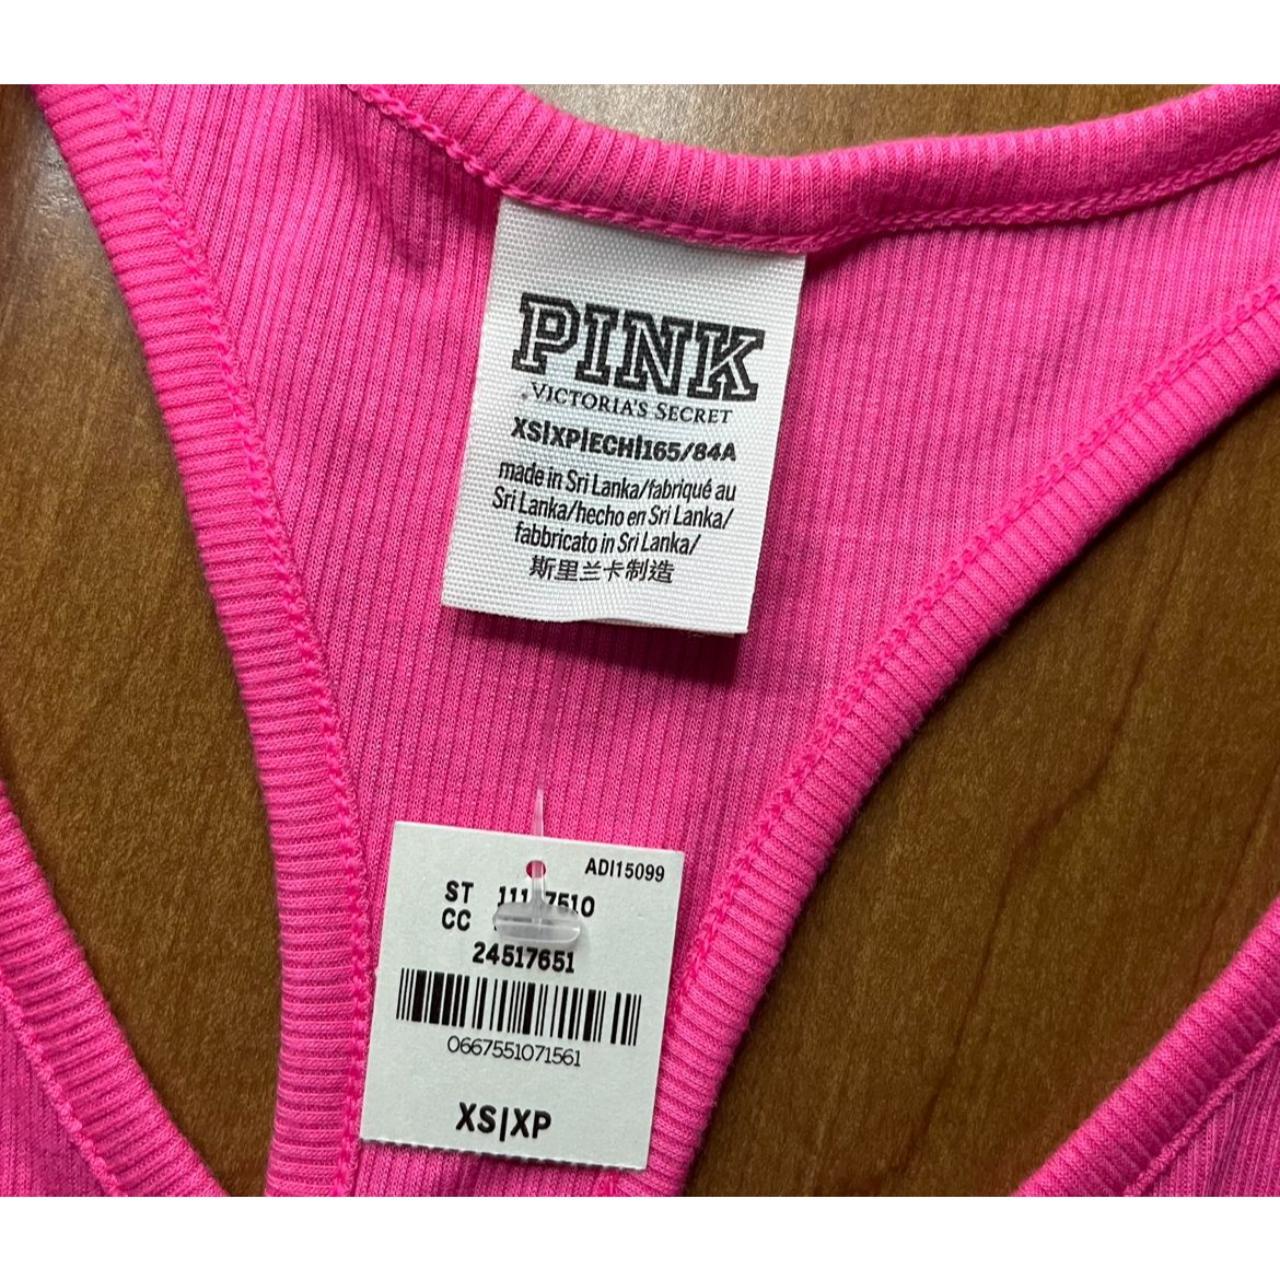 PINK
VICTORIA'S SECRET
XS|XP|ECH|165/84A
made in Sri Lanka/fabriqué au
Sri Lanka/hecho en Sri Lanka/
fabbricato in Sri Lanka/
斯里兰卡制造
ADI15099
ST
CC
24517651
0667551071561
XS|XP